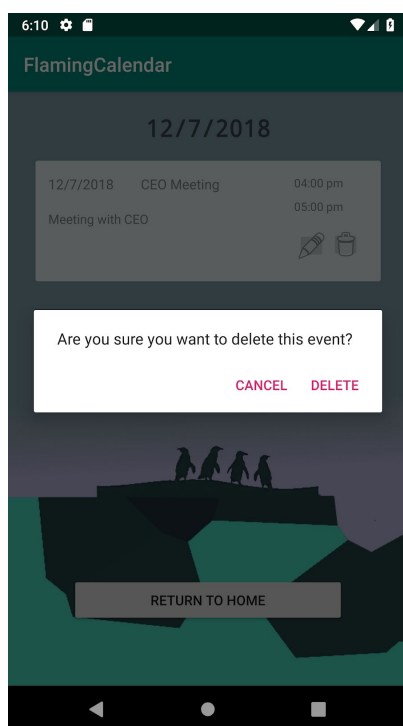 6:10
FlamingCalendar
12/7/2018
12/7/2018 CEO Meeting 04:00 pm
05:00 pm
Meeting with CEO
Are you sure you want to delete this event?
CANCEL DELETE
RETURN TO HOME